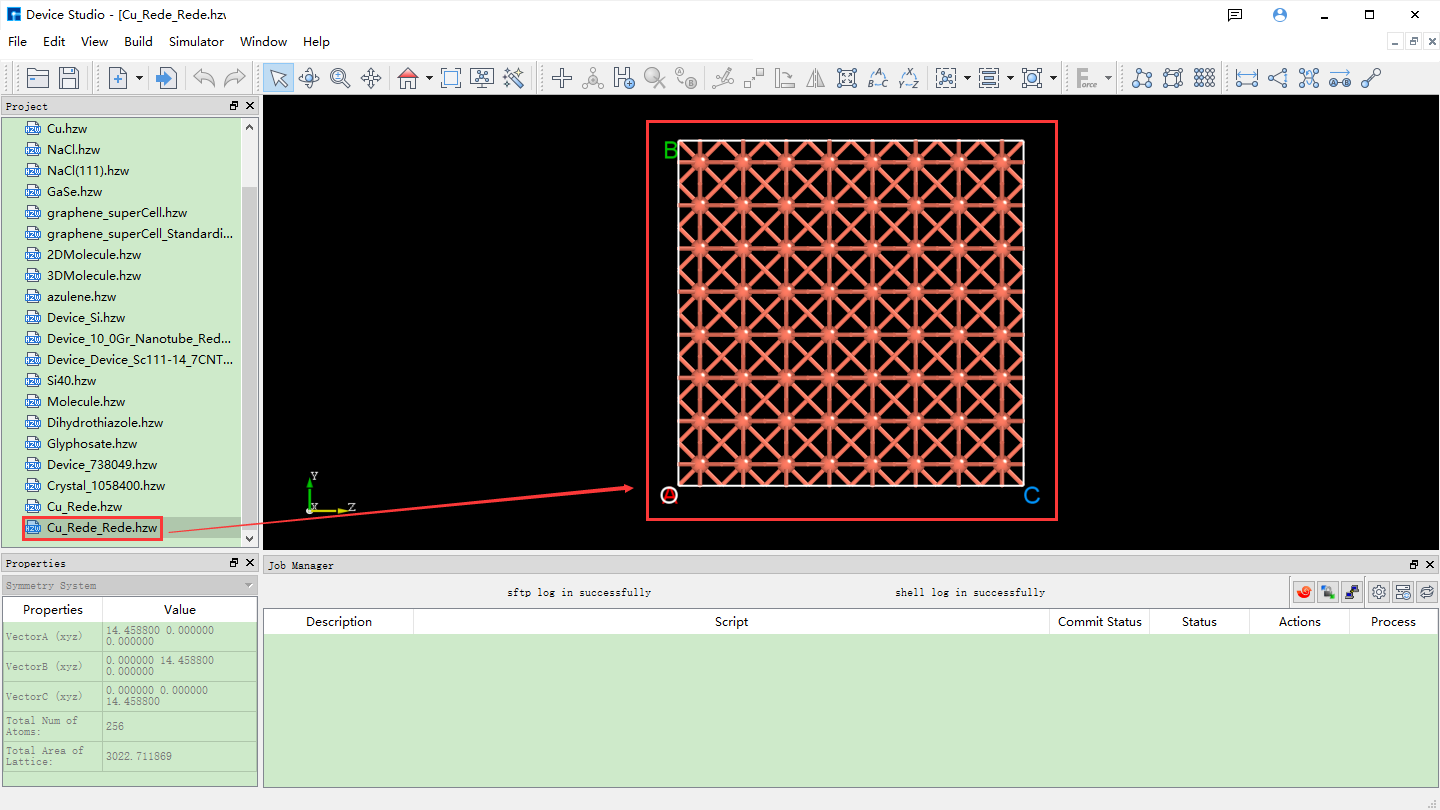 Device Studio - [Cu_Rede_Rede.hzw
File Edit View Build Simulator Window Help
Force
A B←C
X Y←Z
Project
Cu.hzw
NaCl.hzw
NaCl(111).hzw
GaSe.hzw
graphene_superCell.hzw
graphene_superCell_Standardi...
2DMolecule.hzw
3DMolecule.hzw
azulene.hzw
Device_Si.hzw
Device_10_0Gr_Nanotube_Red...
Device_Device_Sc111-14_7CNT...
Si40.hzw
Molecule.hzw
Dihydrothiazole.hzw
Glyphosate.hzw
Device_738049.hzw
Crystal_1058400.hzw
Cu_Rede.hzw
Cu_Rede_Rede.hzw
B
A
C
Y
X
Z
Properties
Symmetry System
Properties Value
VectorA (xyz) 14.458800 0.000000
0.000000
VectorB (xyz) 0.000000 14.458800
0.000000
VectorC (xyz) 0.000000 0.000000
14.458800
Total Num of
Atoms: 256
Total Area of
Lattice: 3022.711869
Job Manager
sftp log in successfully shell log in successfully
Description Script Commit Status Status Actions Process